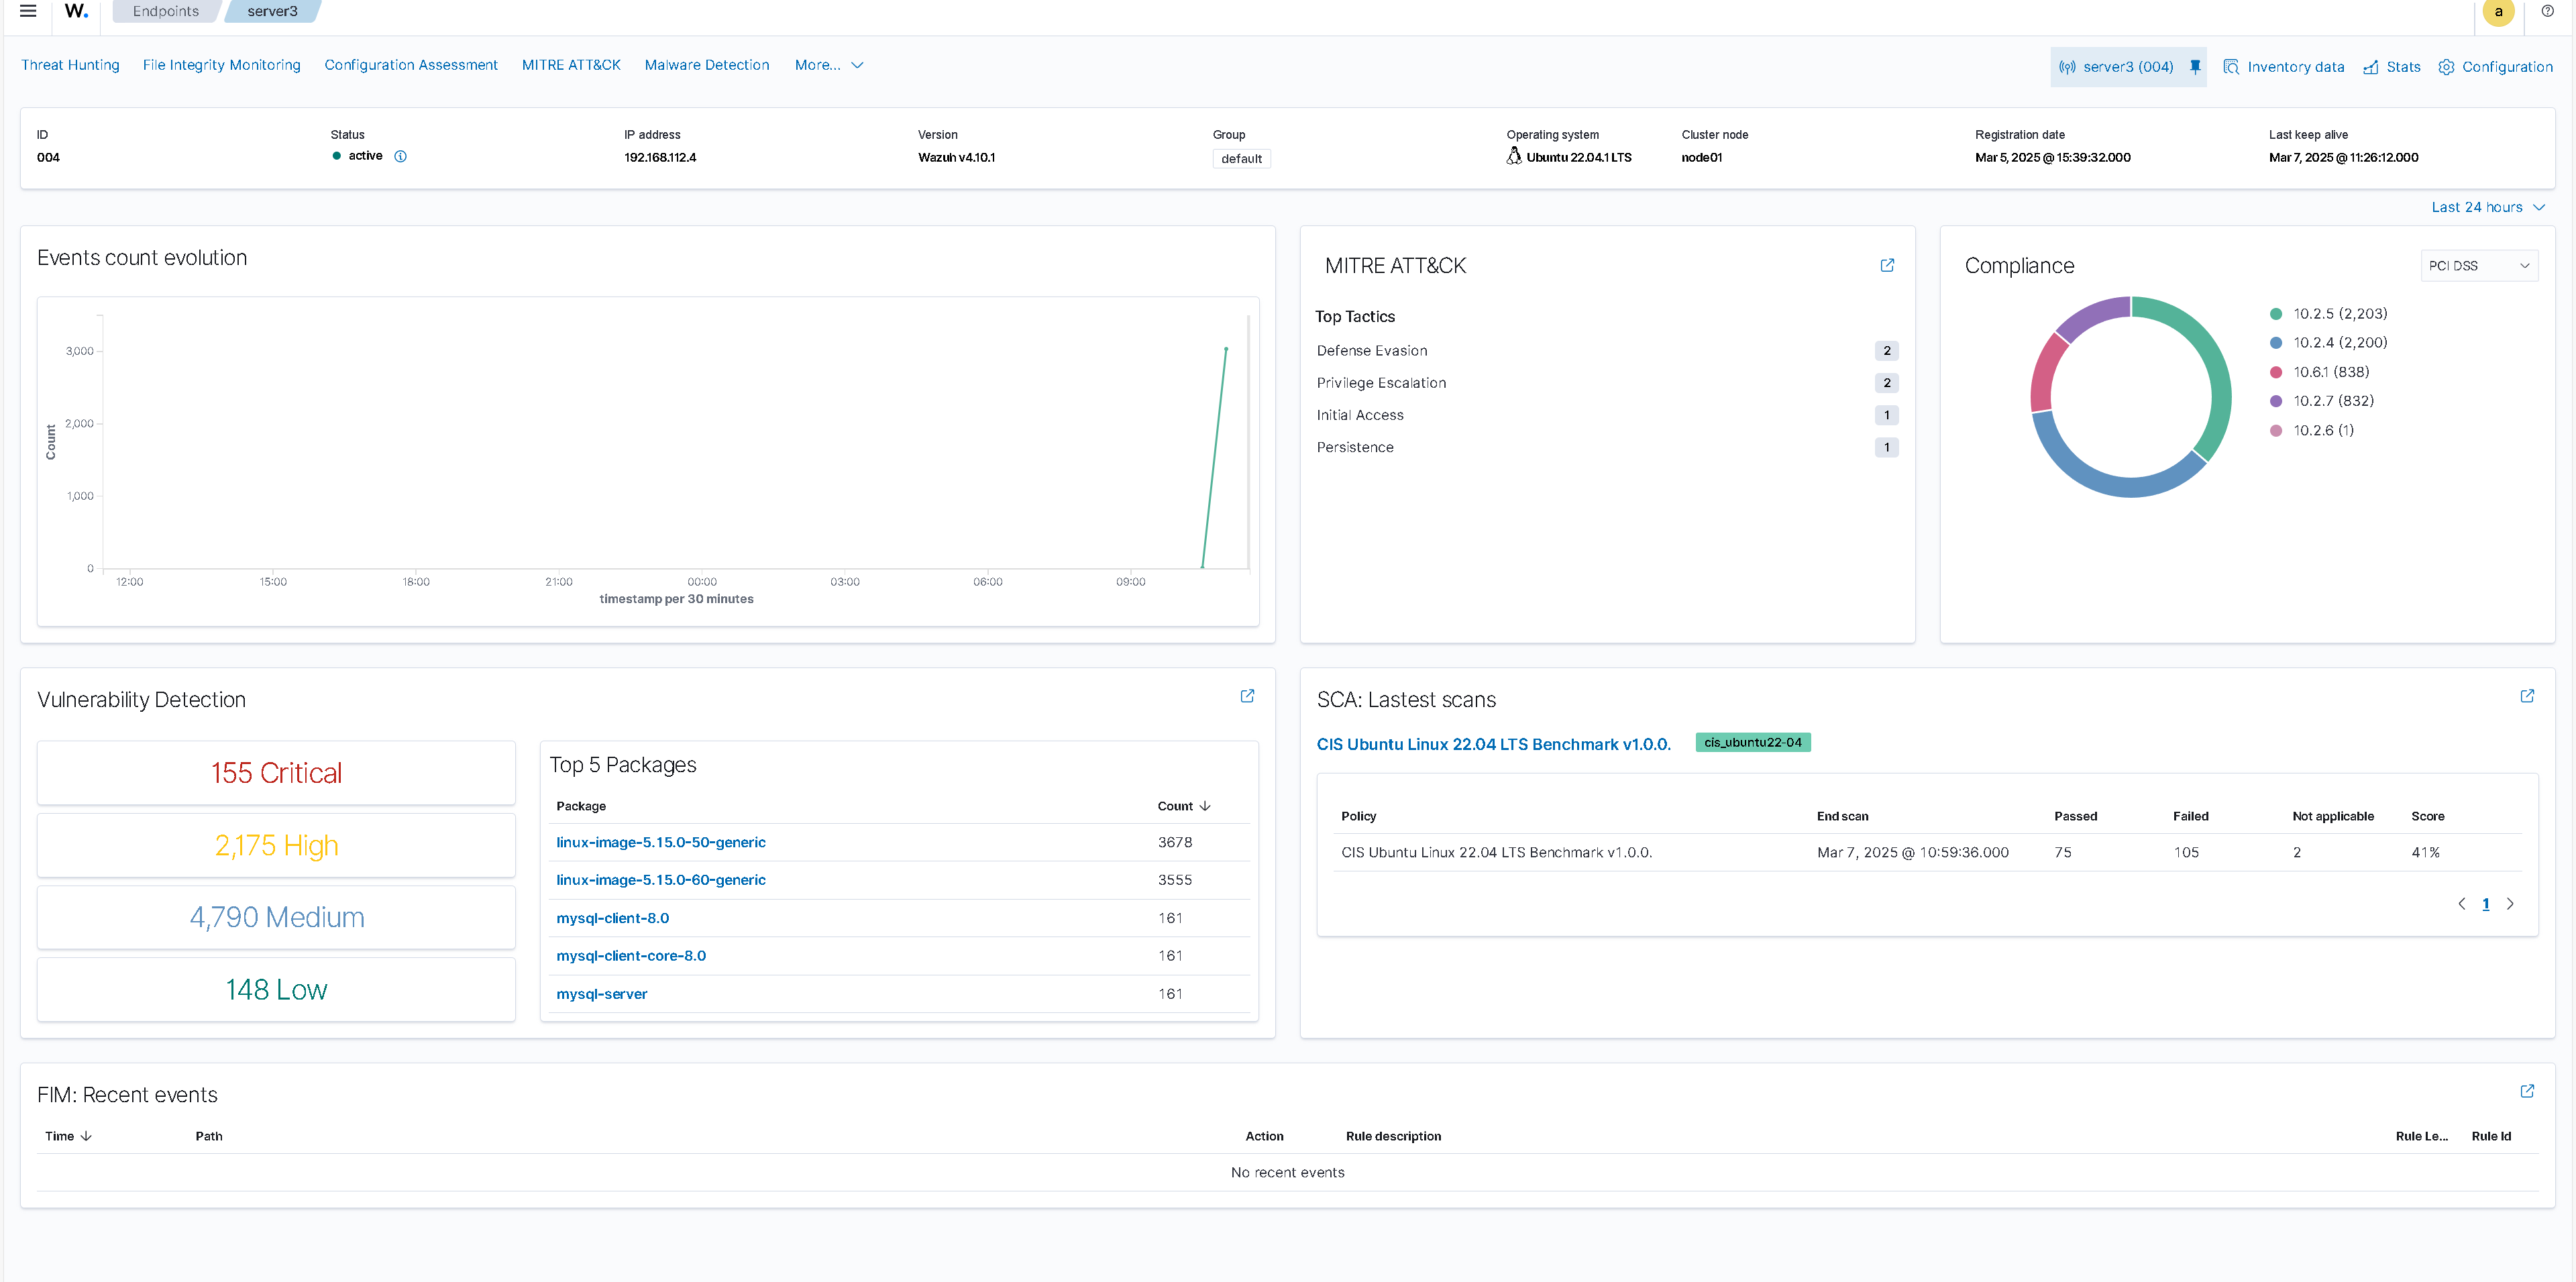 W. Endpoints server3 a
Threat Hunting File Integrity Monitoring Configuration Assessment MITRE ATT&CK Malware Detection More... server3 (004) Inventory data Stats Configuration
ID Status IP address Version Group Operating system Cluster node Registration date Last keep alive
004 active 192.168.112.4 Wazuh v4.10.1 default Ubuntu 22.04.1 LTS node01 Mar 5, 2025 @ 15:39:32.000 Mar 7, 2025 @ 11:26:12.000
Last 24 hours
Events count evolution
3,000
2,000
1,000
0
Count
12:00 15:00 18:00 21:00 00:00 03:00 06:00 09:00
timestamp per 30 minutes
MITRE ATT&CK
Top Tactics
Defense Evasion 2
Privilege Escalation 2
Initial Access 1
Persistence 1
Compliance PCI DSS
10.2.5 (2,203)
10.2.4 (2,200)
10.6.1 (838)
10.2.7 (832)
10.2.6 (1)
Vulnerability Detection
155 Critical
2,175 High
4,790 Medium
148 Low
Top 5 Packages
Package Count
linux-image-5.15.0-50-generic 3678
linux-image-5.15.0-60-generic 3555
mysql-client-8.0 161
mysql-client-core-8.0 161
mysql-server 161
SCA: Lastest scans
CIS Ubuntu Linux 22.04 LTS Benchmark v1.0.0. cis_ubuntu22-04
Policy End scan Passed Failed Not applicable Score
CIS Ubuntu Linux 22.04 LTS Benchmark v1.0.0. Mar 7, 2025 @ 10:59:36.000 75 105 2 41%
1
FIM: Recent events
Time Path Action Rule description Rule Le... Rule Id
No recent events